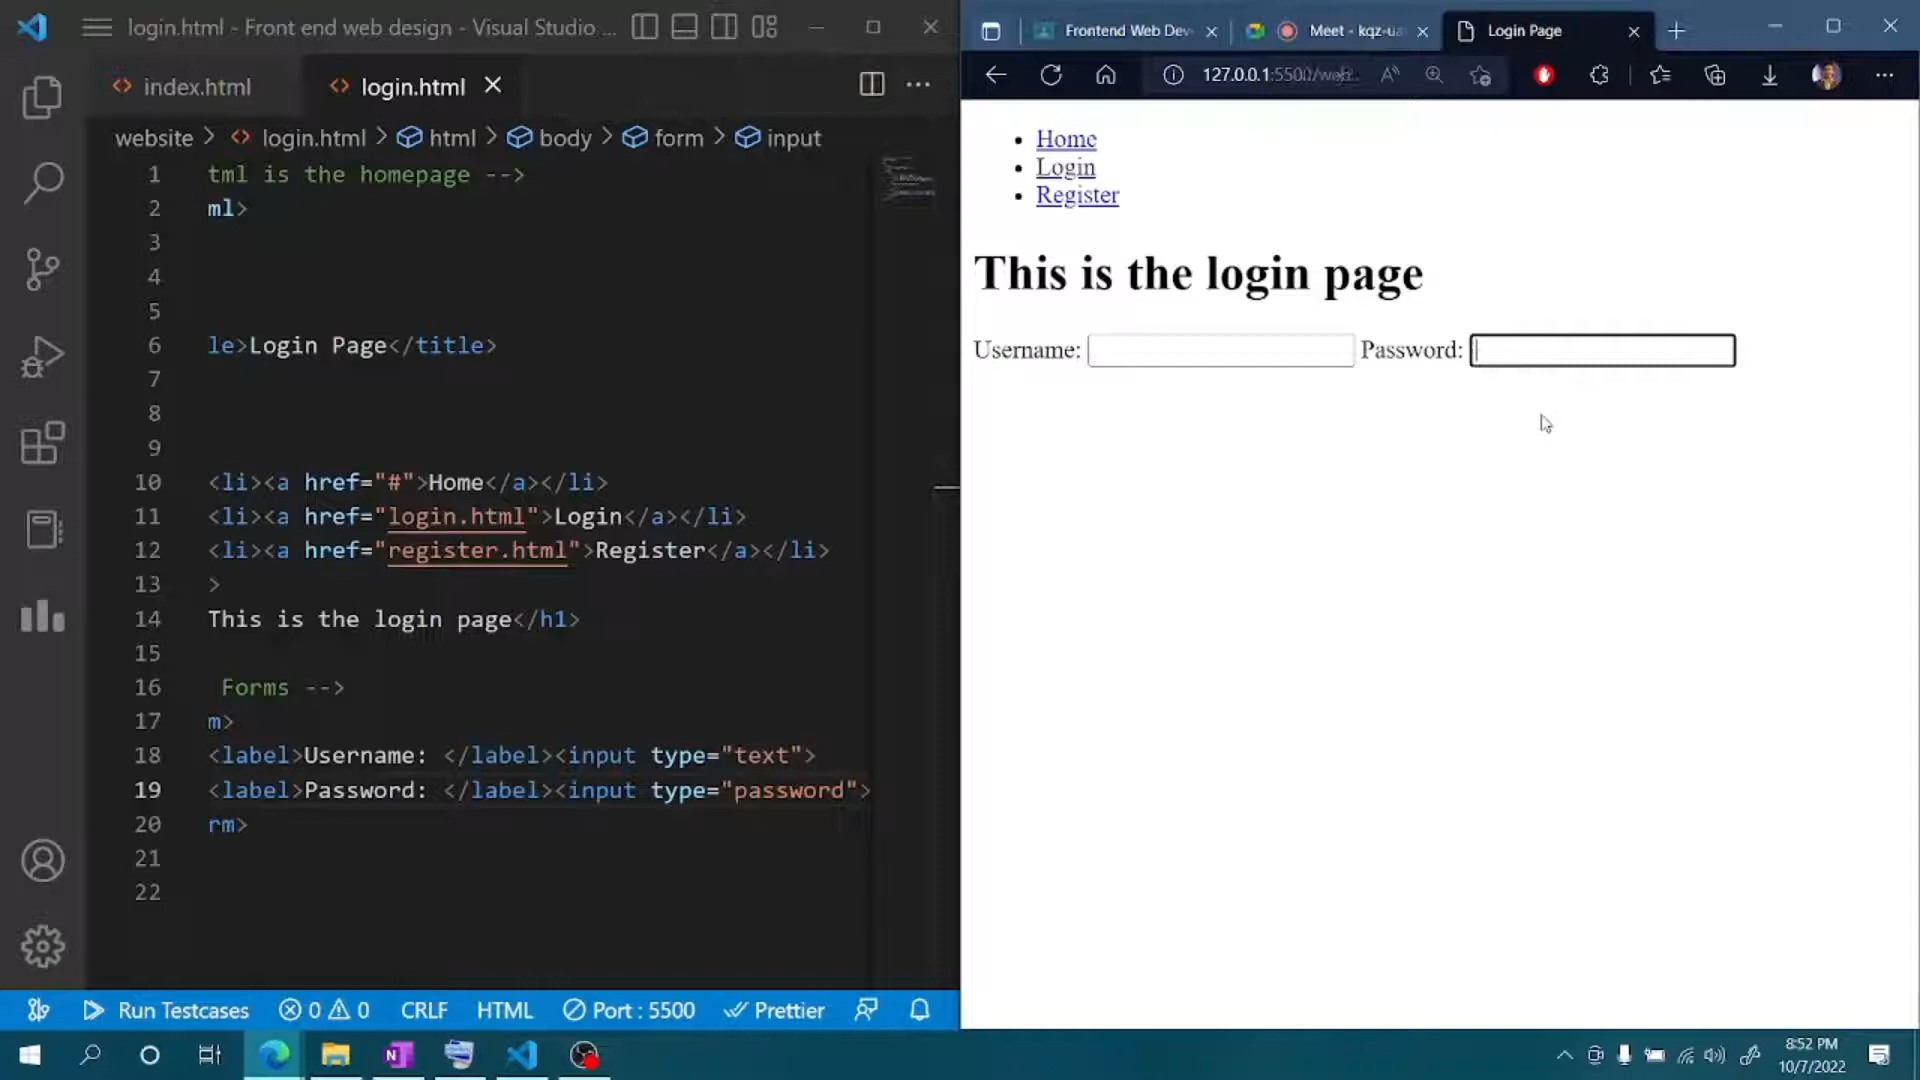 login.html - Front end web design - Visual Studio ...
index.html
login.html
website > login.html > html > body > form > input
1 tml is the homepage -->
2 ml>
3
4
5
6 le>Login Page</title>
7
8
9
10 <li><a href="#">Home</a></li>
11 <li><a href="login.html">Login</a></li>
12 <li><a href="register.html">Register</a></li>
13 >
14 This is the login page</h1>
15
16 Forms -->
17 m>
18 <label>Username: </label><input type="text">
19 <label>Password: </label><input type="password">
20 rm>
21
22
Run Testcases 0 0 CRLF HTML Port : 5500 Prettier
Frontend Web Dev
Meet - kqz-ua
Login Page
127.0.0.1:5500/web..
Home
Login
Register
This is the login page
Username: Password:
8:52 PM
10/7/2022